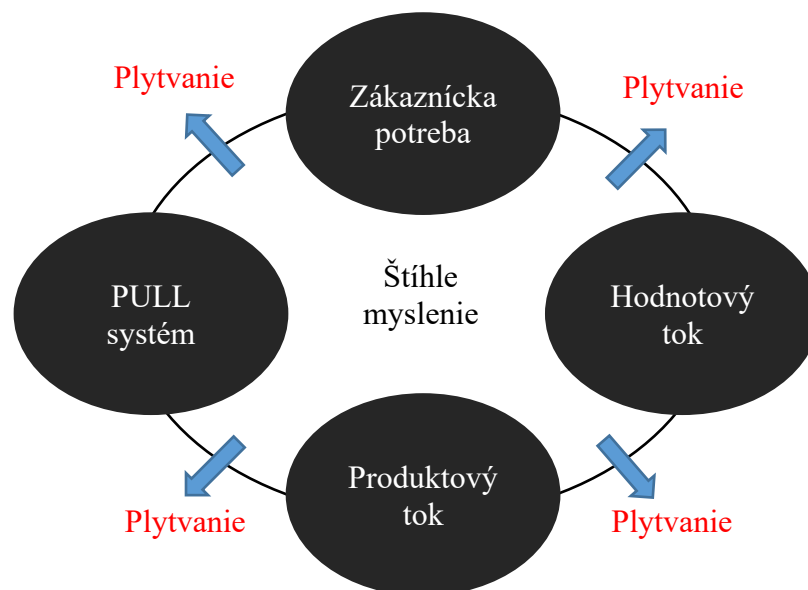 Plytvanie
Zákaznícka
potreba
Plytvanie
PULL
systém
Štíhle
myslenie
Hodnotový
tok
Plytvanie
Produktový
tok
Plytvanie